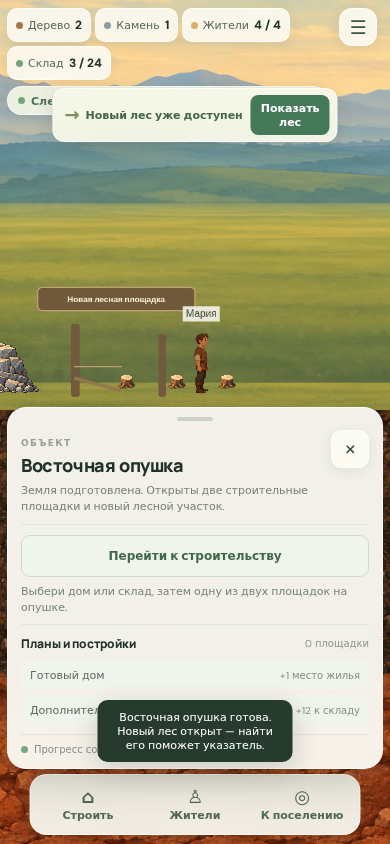 Дерево 2
Камень 1
Жители 4 / 4
Склад 3 / 24
→ Новый лес уже доступен
Показать
лес
Новая лесная площадка
Мария
ОБЪЕКТ
Восточная опушка
Земля подготовлена. Открыты две строительные
площадки и новый лесной участок.
Перейти к строительству
Выбери дом или склад, затем одну из двух площадок на
опушке.
Планы и постройки
0 площадки
Готовый дом
+1 место жилья
+12 к складу
Восточная опушка готова.
Новый лес открыт — найти
его поможет указатель.
Прогресс
Строить
Жители
К поселению